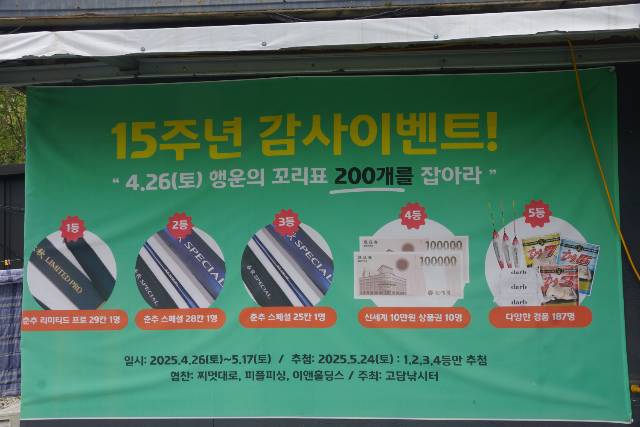 15주년 감사이벤트!
" 4.26(토) 행운의 꼬리표 200개를 잡아라 "
1등 2등 3등 4등 5등
LIMITED PRO SPECIAL SPECIAL 100000
SPECIAL SPECIAL 100000
darb
darb
darb
춘추 리미티드 프로 29칸 1명 춘추 스페셜 28칸 1명 춘추 스페셜 25칸 1명 신세계 10만원 상품권 10명 다양한 경품 187명
일시: 2025.4.26(토)~5.17(토) / 추첨: 2025.5.24(토) : 1,2,3,4등만 추첨
협찬: 찌멋대로, 피플피싱, 이앤홀딩스 / 주최: 고담낚시터